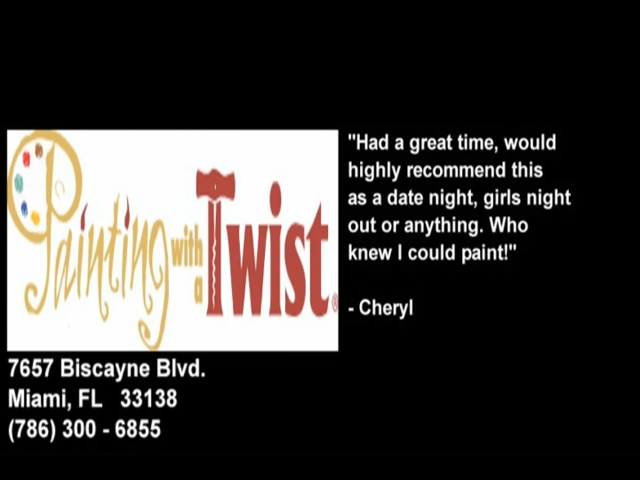 Painting with a Twist®
"Had a great time, would
highly recommend this
as a date night, girls night
out or anything. Who
knew I could paint!"
- Cheryl
7657 Biscayne Blvd.
Miami, FL 33138
(786) 300 - 6855